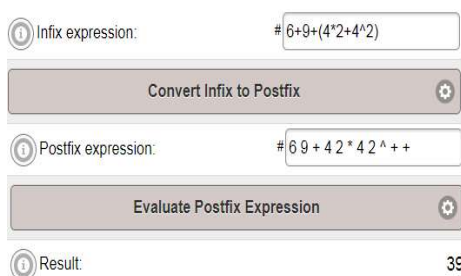 Infix expression: # 6+9+(4*2+4^2)
Convert Infix to Postfix
Postfix expression: # 6 9 + 4 2 * 4 2 ^ + +
Evaluate Postfix Expression
Result: 39